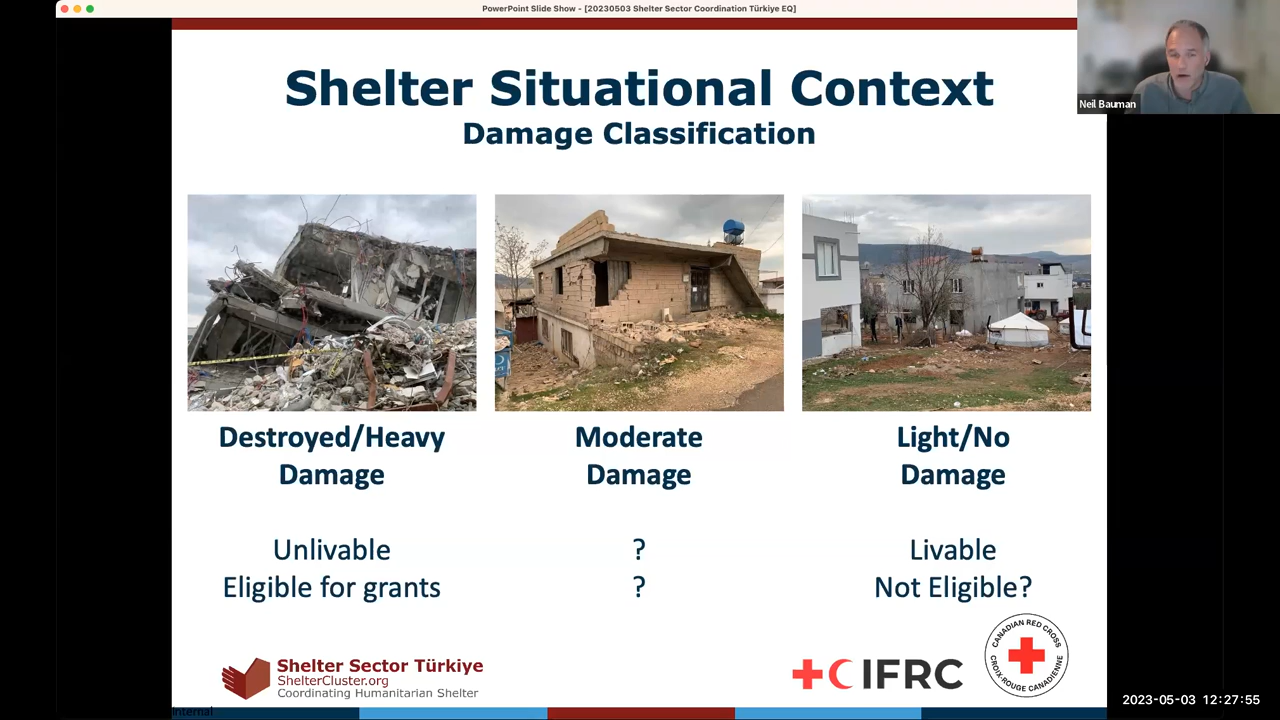 PowerPoint Slide Show - [20230503 Shelter Sector Coordination Türkiye EQ]
Neil Bauman
Shelter Situational Context
Damage Classification
Destroyed/Heavy
Damage
Moderate
Damage
Light/No
Damage
Unlivable
?
Livable
Eligible for grants
?
Not Eligible?
Shelter Sector Türkiye
ShelterCluster.org
Coordinating Humanitarian Shelter
IFRC
CANADIAN RED CROSS
CROIX-ROUGE CANADIENNE
2023-05-03 12:27:55
Internal